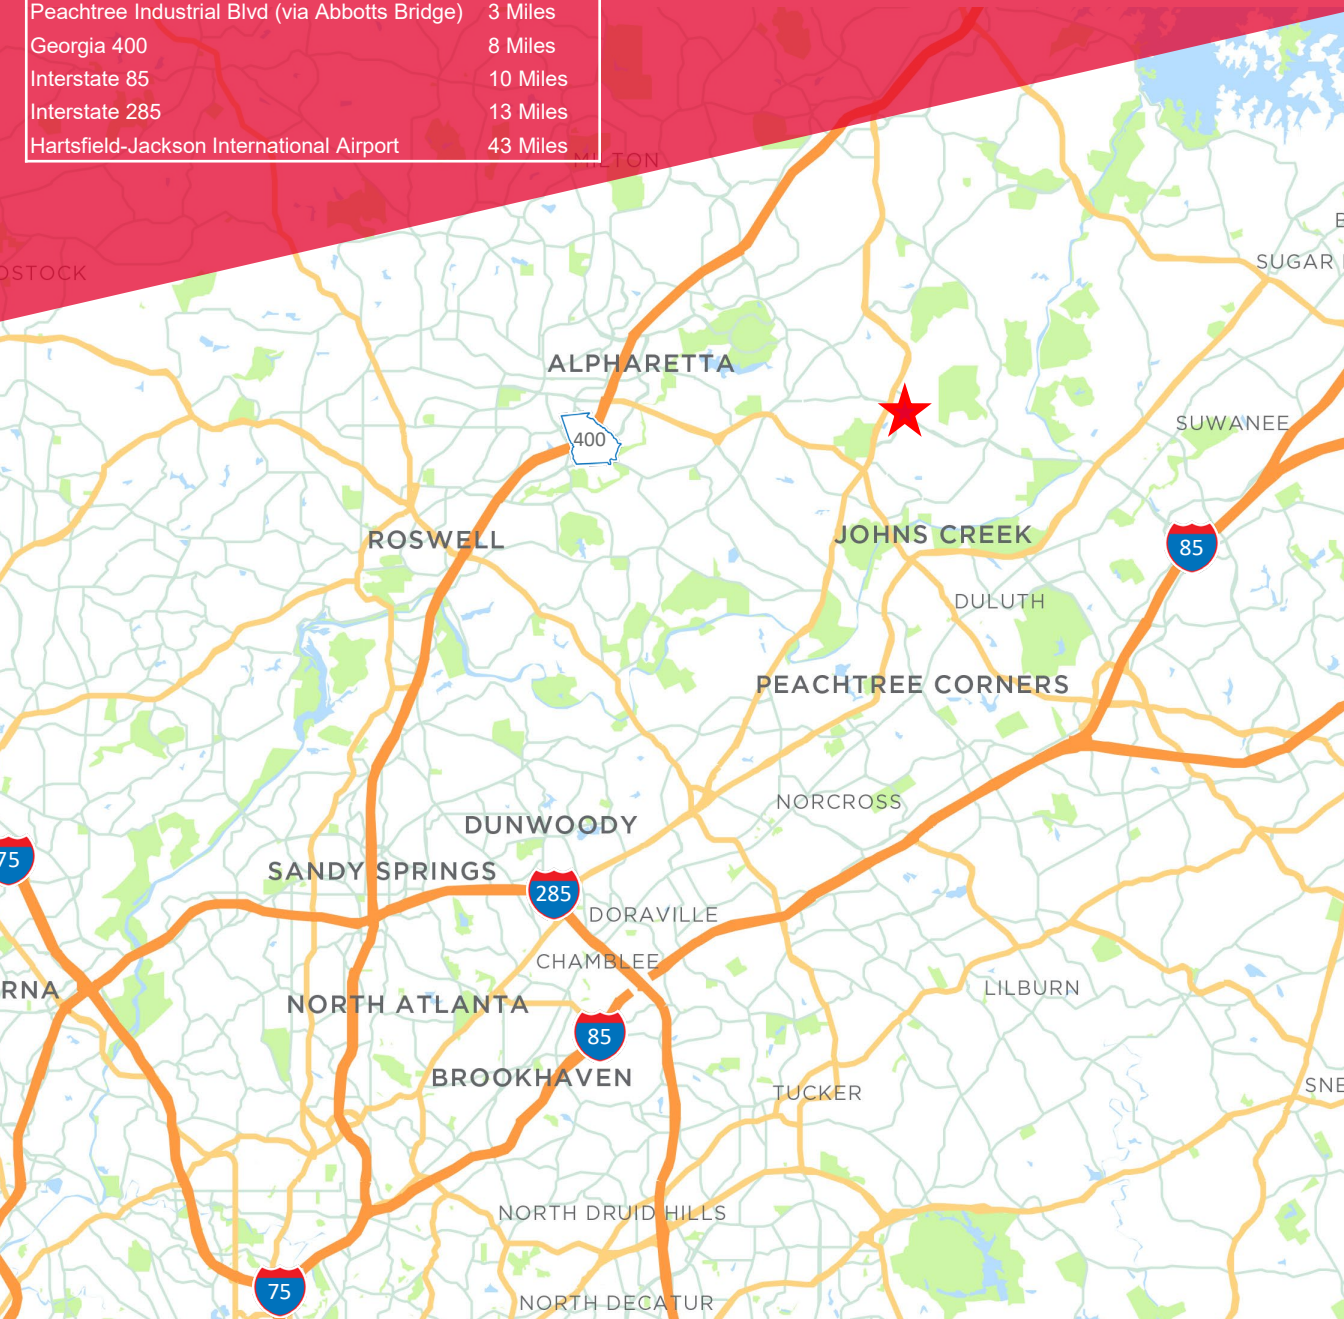 Peachtree Industrial Blvd (via Abbotts Bridge) 3 Miles
Georgia 400 8 Miles
Interstate 85 10 Miles
Interstate 285 13 Miles
Hartsfield-Jackson International Airport 43 Miles
MILTON
OSTOCK
SUGAR
ALPHARETTA
SUWANEE
400
ROSWELL
JOHNS CREEK
85
DULUTH
PEACHTREE CORNERS
NORCROSS
DUNWOODY
75
SANDY SPRINGS
285
DORAVILLE
CHAMBLEE
RNA
LILBURN
NORTH ATLANTA
85
BROOKHAVEN
SNE
TUCKER
NORTH DRUID HILLS
75
NORTH DECATUR